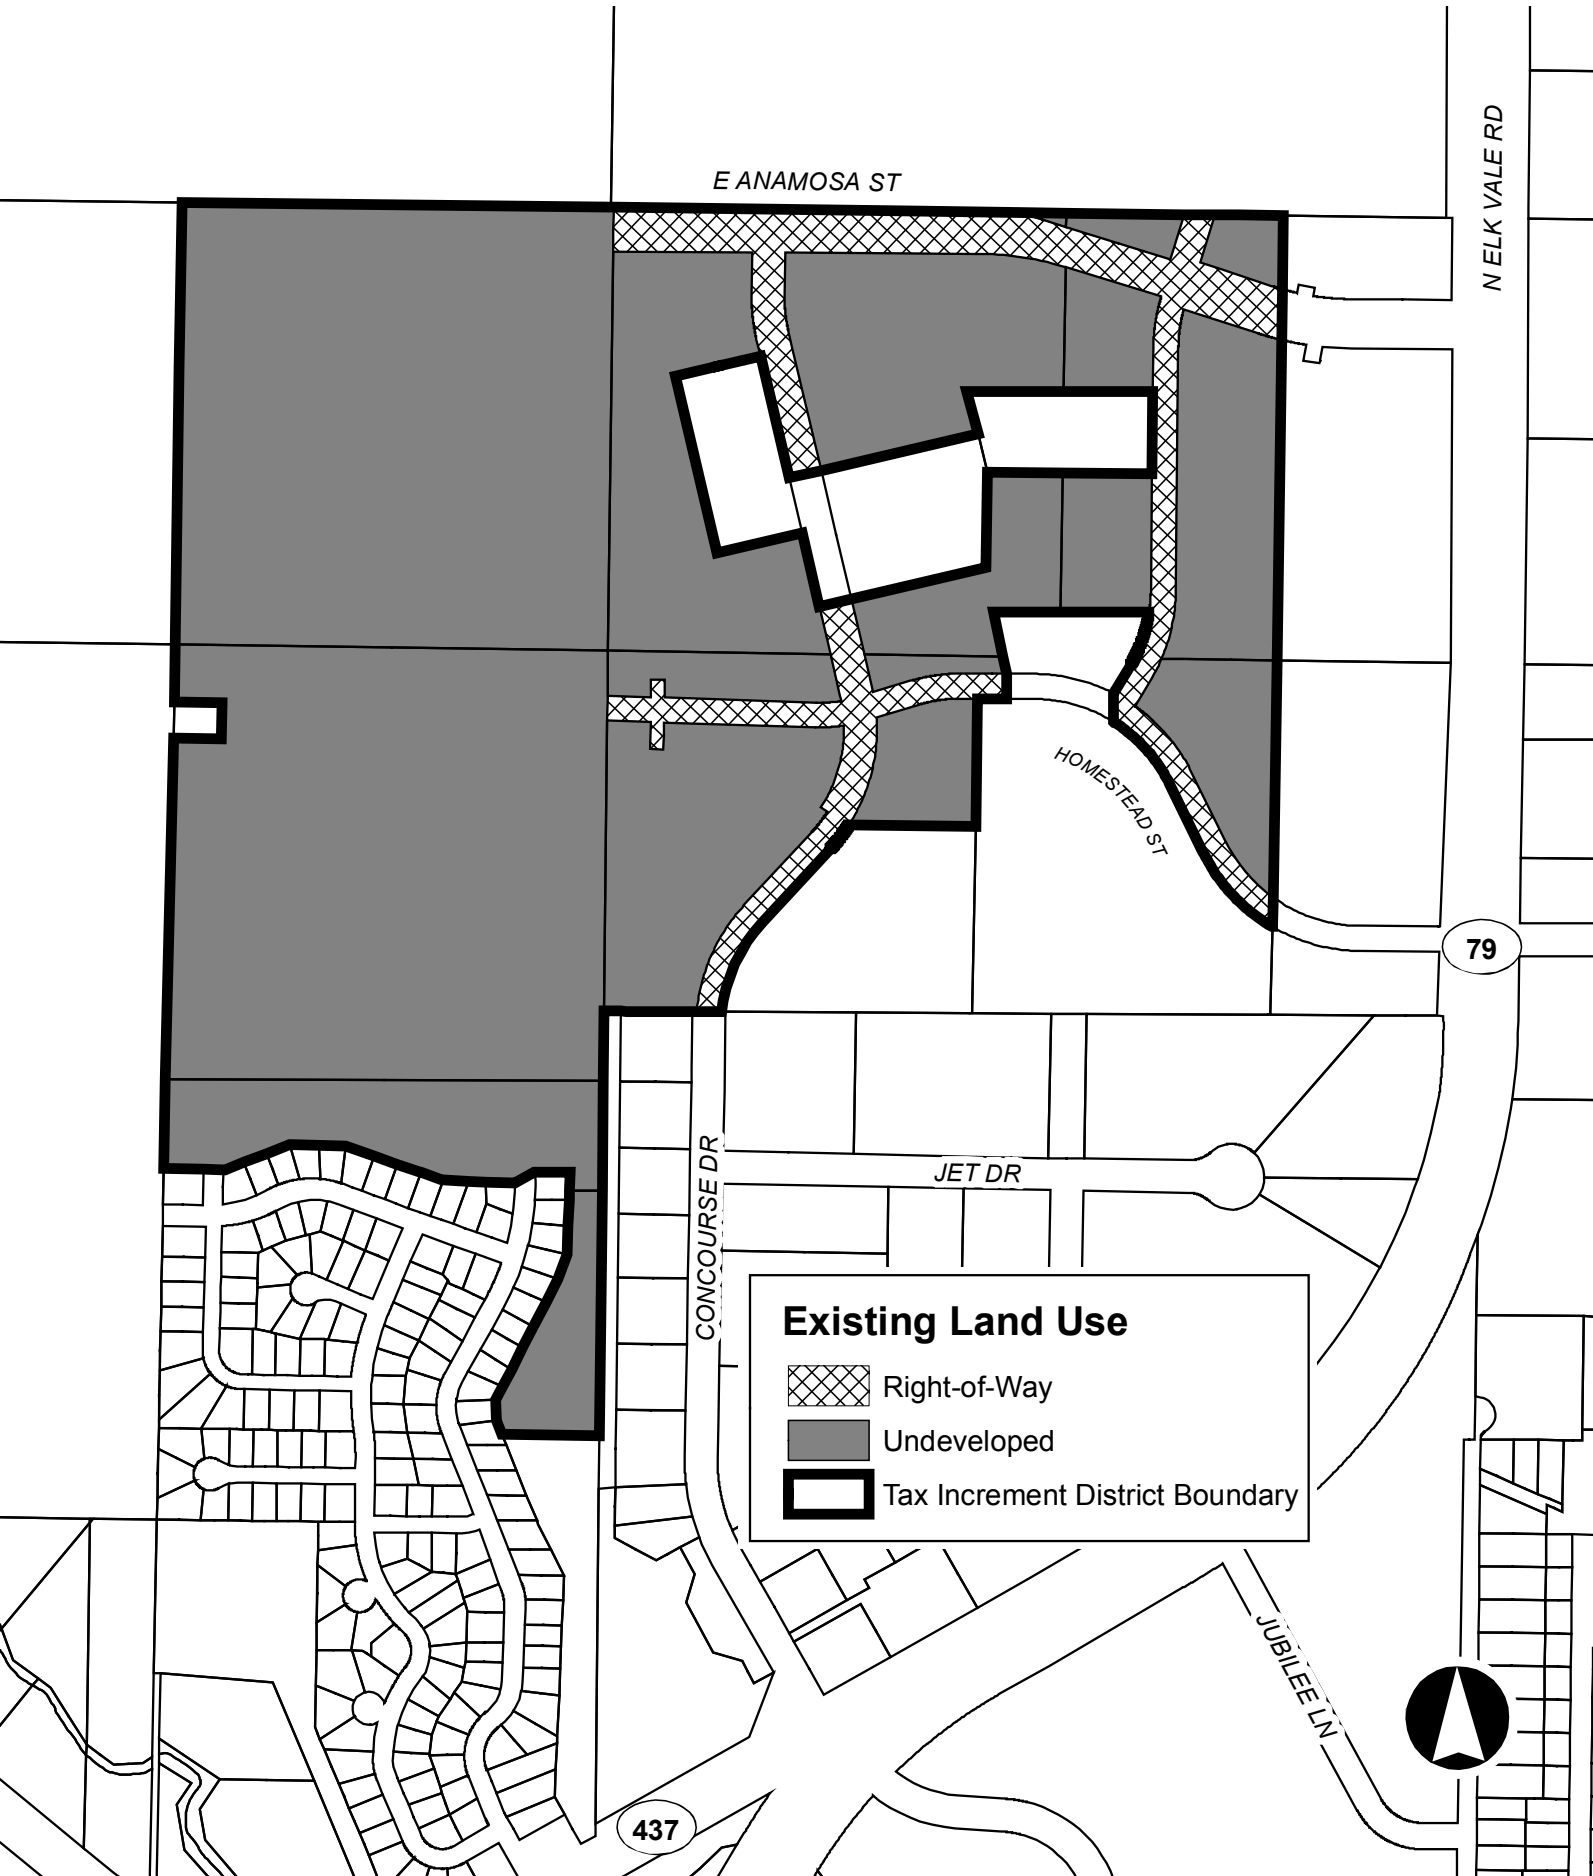 E ANAMOSA ST
N ELK VALE RD
HOMESTEAD ST
79
CONCOURSE DR
JET DR
Existing Land Use
Right-of-Way
Undeveloped
Tax Increment District Boundary
JUBILEE LN
437